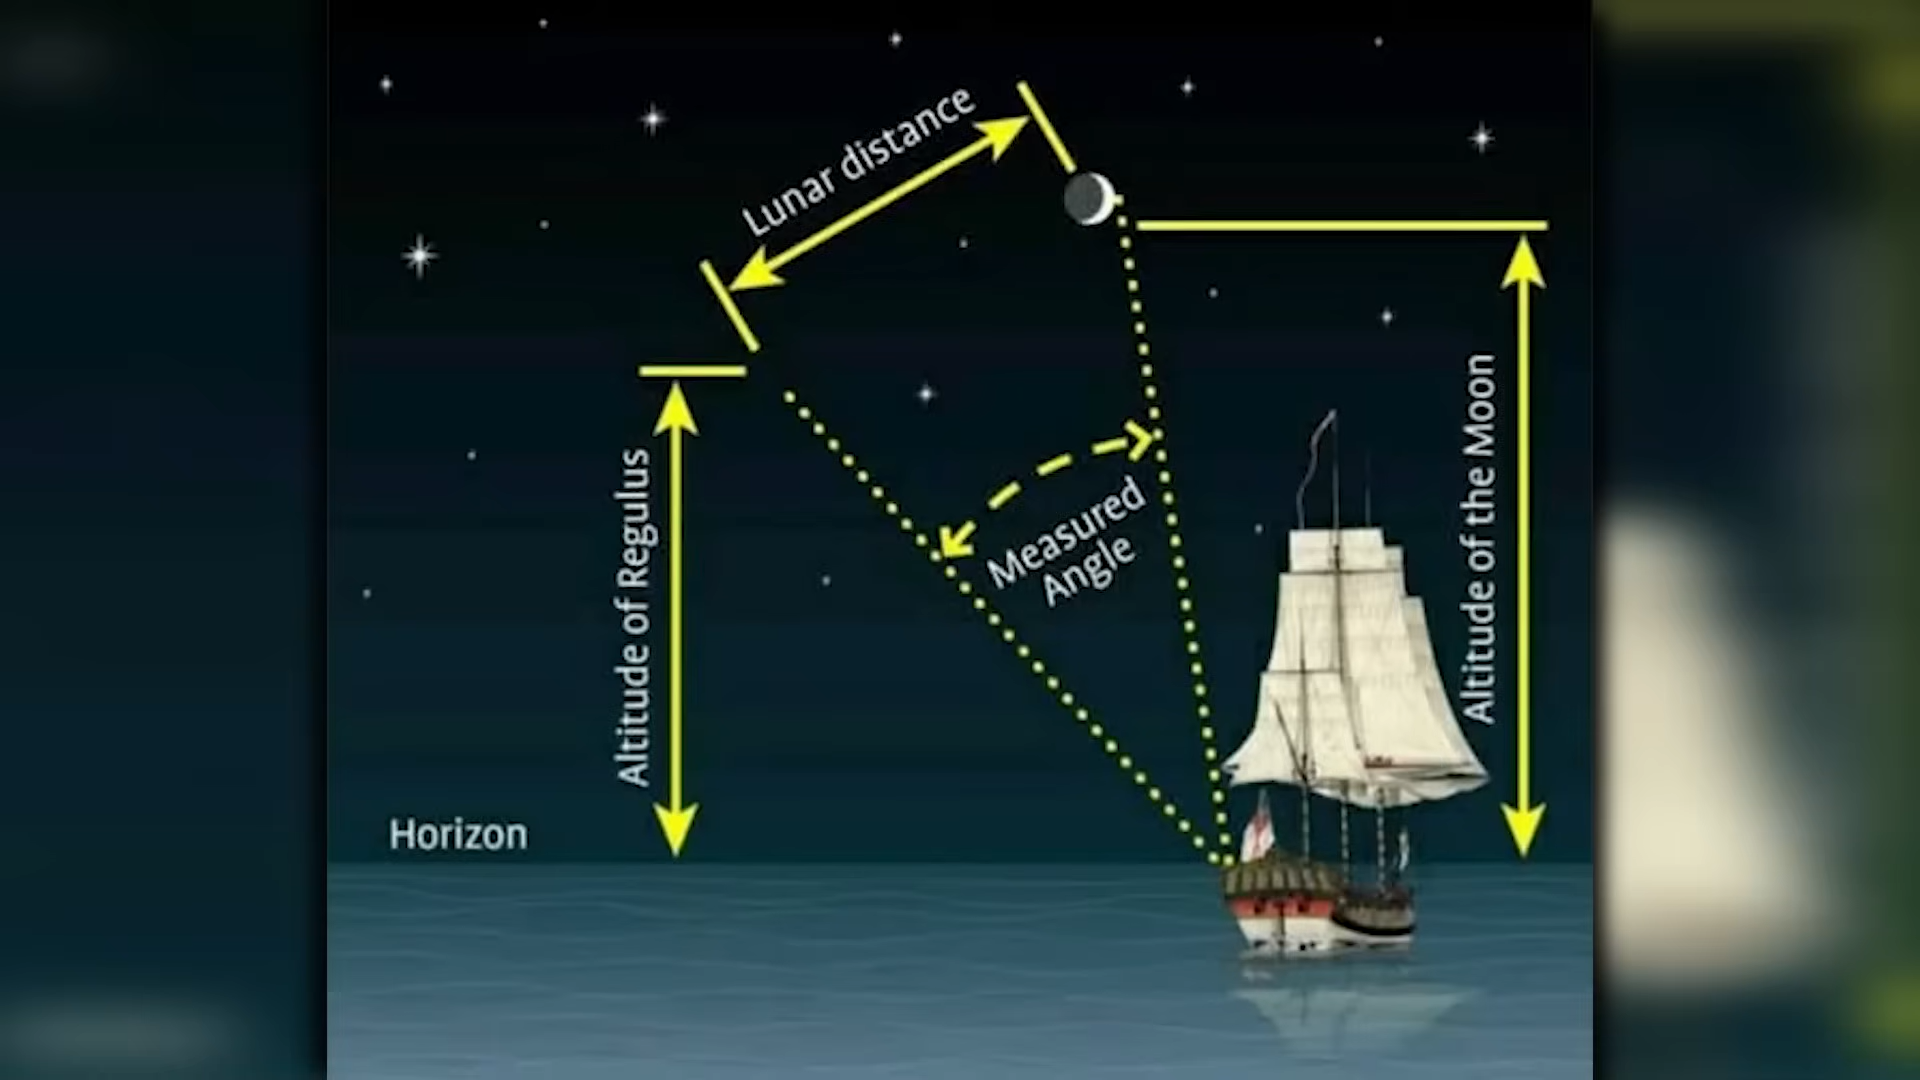 Lunar distance
Altitude of Regulus
Measured
Angle
Altitude of the Moon
Horizon